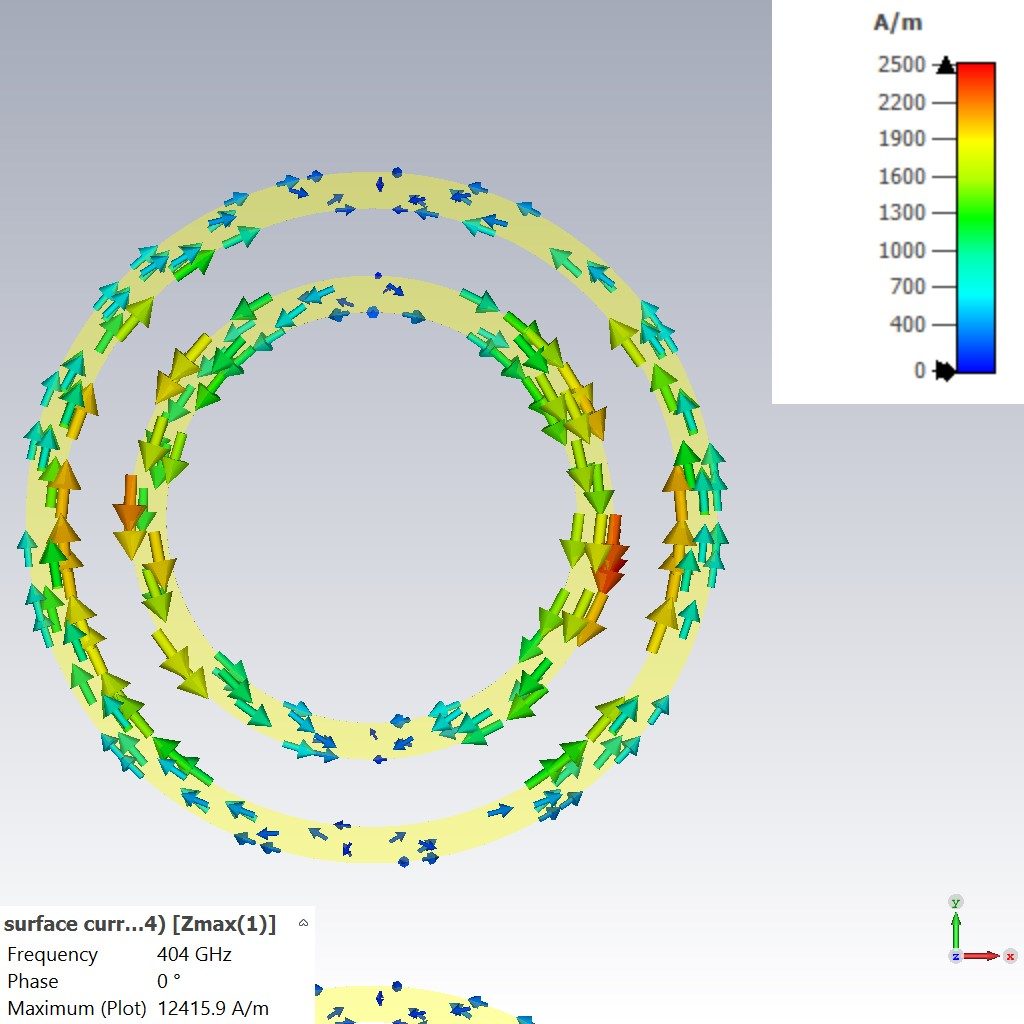 A/m
2500
2200
1900
1600
1300
1000
700
400
0
surface curr...4) [Zmax(1)]
Frequency 404 GHz
Phase 0 °
Maximum (Plot) 12415.9 A/m
y
z x